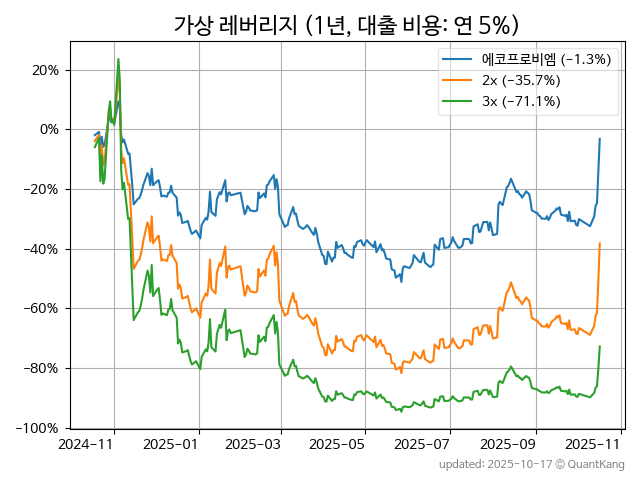 가상 레버리지 (1년, 대출 비용: 연 5%)
에코프로비엠 (−1.3%)
2x (−35.7%)
3x (−71.1%)
20%
0%
−20%
−40%
−60%
−80%
−100%
2024-11 2025-01 2025-03 2025-05 2025-07 2025-09 2025-11
updated: 2025-10-17 © QuantKang